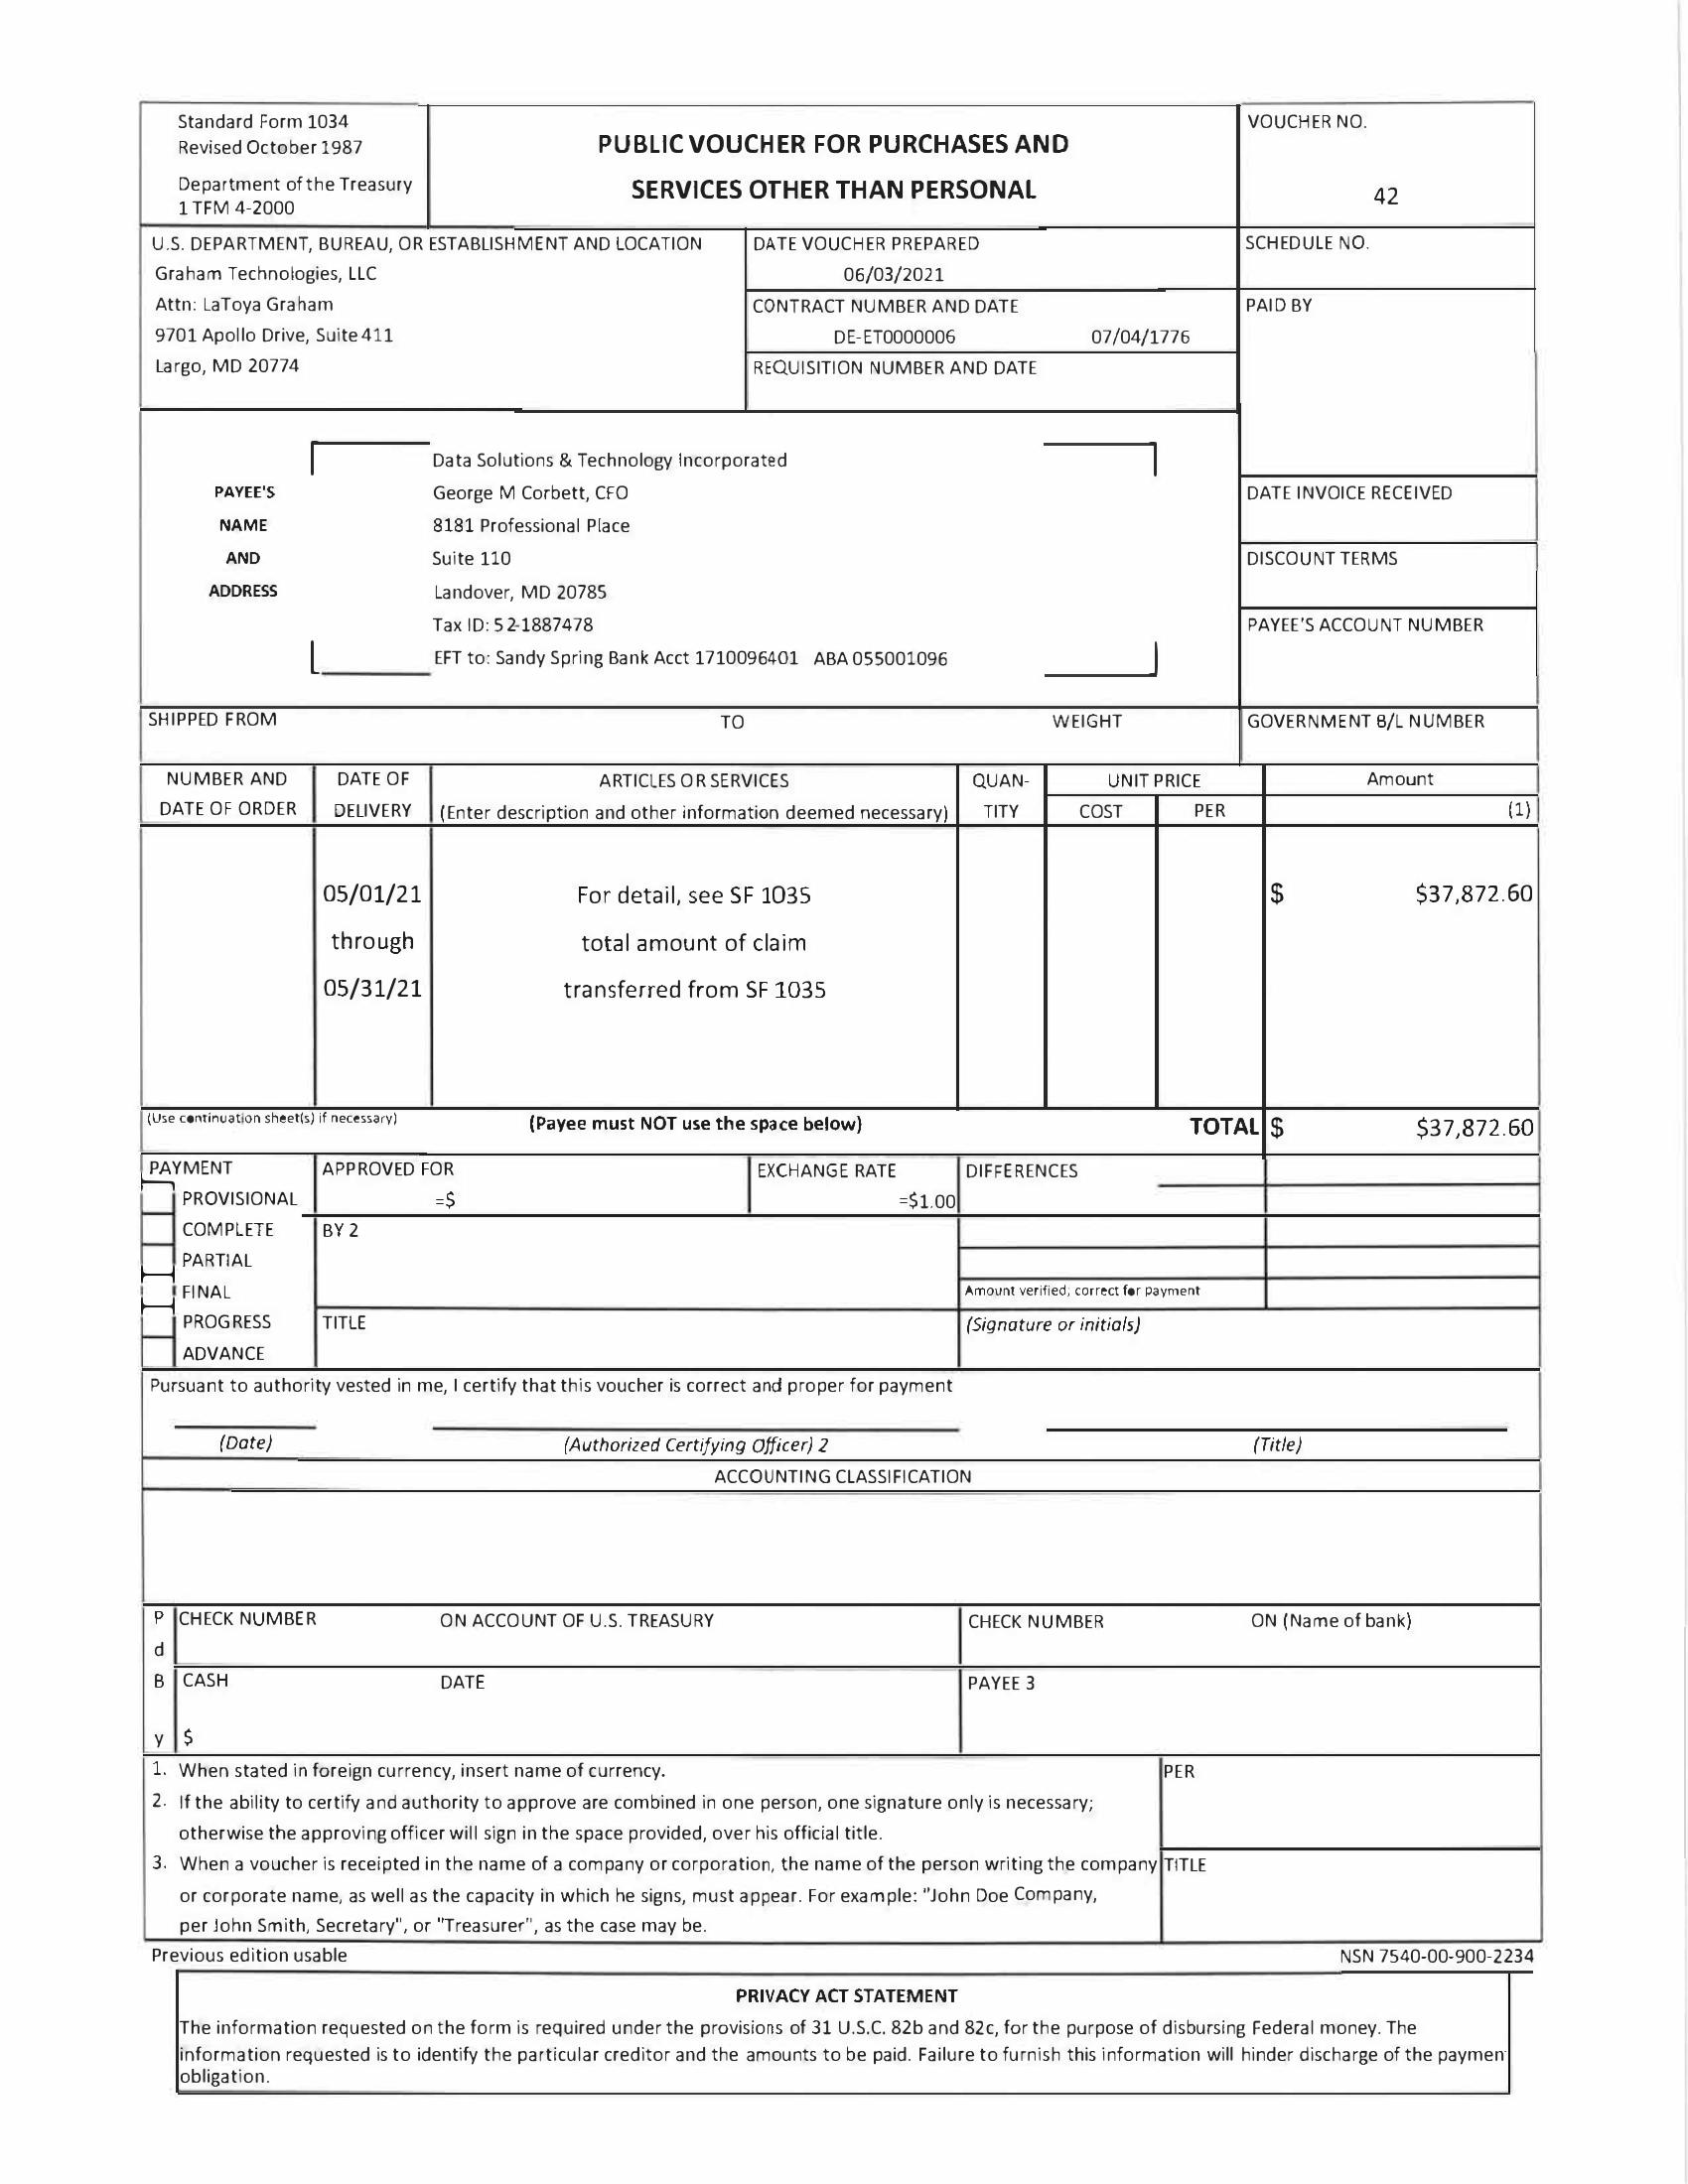 Standard Form 1034
Revised October 1987
Department of the Treasury
1 TFM 4-2000
PUBLIC VOUCHER FOR PURCHASES AND
SERVICES OTHER THAN PERSONAL
VOUCHER NO.
42
U.S. DEPARTMENT, BUREAU, OR ESTABLISHMENT AND LOCATION
Graham Technologies, LLC
Attn: LaToya Graham
9701 Apollo Drive, Suite 411
Largo, MD 20774
DATE VOUCHER PREPARED
06/03/2021
CONTRACT NUMBER AND DATE
DE-ET0000006 07/04/1776
REQUISITION NUMBER AND DATE
SCHEDULE NO.
PAID BY
PAYEE'S
NAME
AND
ADDRESS
Data Solutions & Technology Incorporated
George M Corbett, CFO
8181 Professional Place
Suite 110
Landover, MD 20785
Tax ID: 52-1887478
EFT to: Sandy Spring Bank Acct 1710096401 ABA 055001096
DATE INVOICE RECEIVED
DISCOUNT TERMS
PAYEE'S ACCOUNT NUMBER
SHIPPED FROM TO WEIGHT GOVERNMENT B/L NUMBER
NUMBER AND
DATE OF ORDER
DATE OF
DELIVERY
ARTICLES OR SERVICES
(Enter description and other information deemed necessary)
QUAN-
TITY
UNIT PRICE
COST PER
Amount
(1)
05/01/21
through
05/31/21
For detail, see SF 1035
total amount of claim
transferred from SF 1035
$ $37,872.60
(Use continuation sheet(s) if necessary) (Payee must NOT use the space below) TOTAL $ $37,872.60
PAYMENT
PROVISIONAL
COMPLETE
PARTIAL
FINAL
PROGRESS
ADVANCE
APPROVED FOR
=$
EXCHANGE RATE
=$1.00
BY 2
TITLE
DIFFERENCES
Amount verified; correct for payment
(Signature or initials)
Pursuant to authority vested in me, I certify that this voucher is correct and proper for payment
(Date) (Authorized Certifying Officer) 2 (Title)
ACCOUNTING CLASSIFICATION
P
d
B
y
CHECK NUMBER ON ACCOUNT OF U.S. TREASURY CHECK NUMBER ON (Name of bank)
CASH DATE PAYEE 3
$
1. When stated in foreign currency, insert name of currency.
2. If the ability to certify and authority to approve are combined in one person, one signature only is necessary;
otherwise the approving officer will sign in the space provided, over his official title.
3. When a voucher is receipted in the name of a company or corporation, the name of the person writing the company
or corporate name, as well as the capacity in which he signs, must appear. For example: "John Doe Company,
per John Smith, Secretary", or "Treasurer", as the case may be.
PER
TITLE
Previous edition usable NSN 7540-00-900-2234
PRIVACY ACT STATEMENT
The information requested on the form is required under the provisions of 31 U.S.C. 82b and 82c, for the purpose of disbursing Federal money. The
information requested is to identify the particular creditor and the amounts to be paid. Failure to furnish this information will hinder discharge of the paymen
obligation.